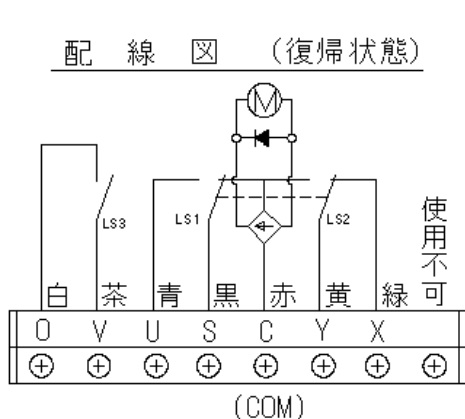 配線図 (復帰状態)
M
LS3 LS1 LS2
使用不可
白 茶 青 黒 赤 黄 緑
O V U S C Y X
(COM)